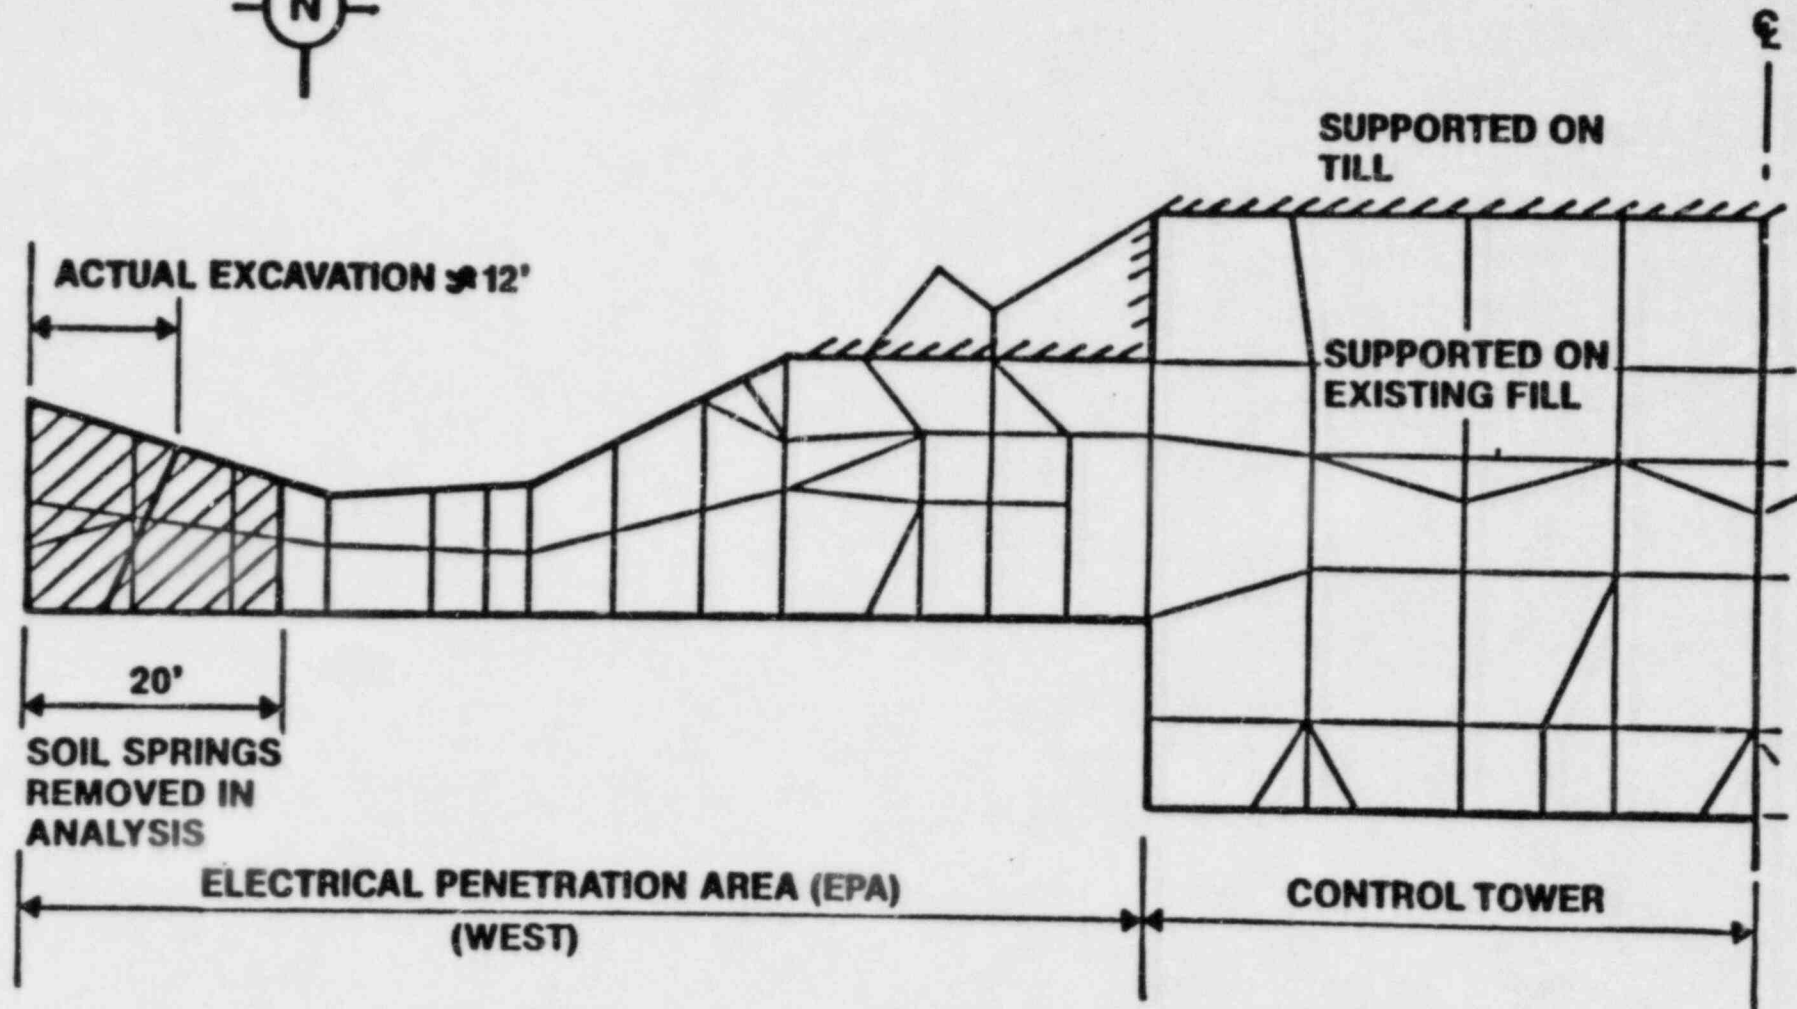 N
℄
SUPPORTED ON
TILL
ACTUAL EXCAVATION ≈ 12'
SUPPORTED ON
EXISTING FILL
20'
SOIL SPRINGS
REMOVED IN
ANALYSIS
ELECTRICAL PENETRATION AREA (EPA)
(WEST)
CONTROL TOWER